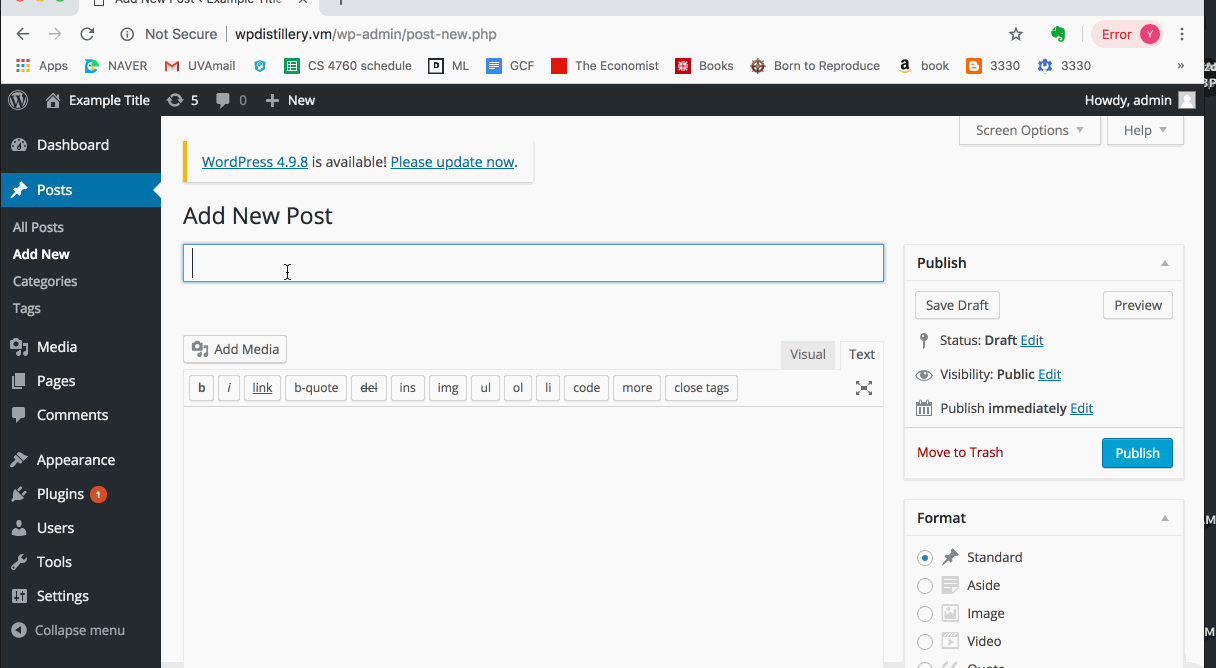 Add New Post ‹ Example Title
Not Secure | wpdistillery.vm/wp-admin/post-new.php
Error Y
Apps NAVER UVAmail CS 4760 schedule D ML GCF The Economist Books Born to Reproduce a book 3330 3330 »
Example Title 5 0 New
Howdy, admin
Dashboard
Posts
All Posts
Add New
Categories
Tags
Media
Pages
Comments
Appearance
Plugins 1
Users
Tools
Settings
Collapse menu
Screen Options Help
WordPress 4.9.8 is available! Please update now.
Add New Post
Add Media
Visual Text
b i link b-quote del ins img ul ol li code more close tags
Publish
Save Draft Preview
Status: Draft Edit
Visibility: Public Edit
Publish immediately Edit
Move to Trash Publish
Format
Standard
Aside
Image
Video
Quote